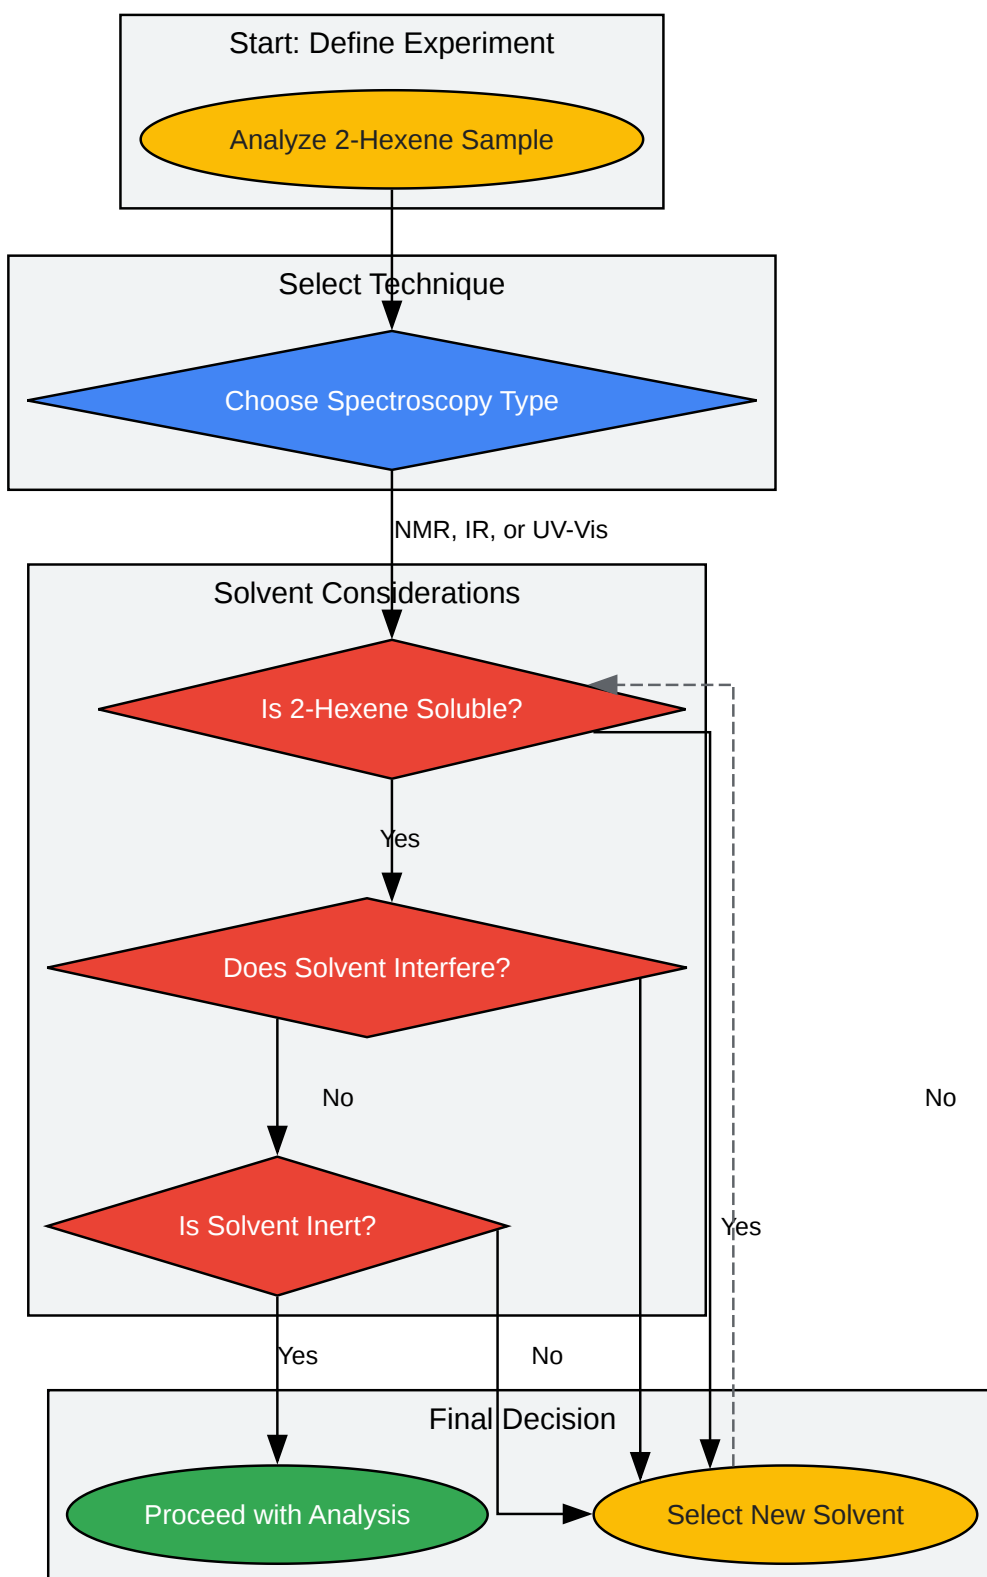 Start: Define Experiment
Analyze 2-Hexene Sample
Select Technique
Choose Spectroscopy Type
NMR, IR, or UV-Vis
Solvent Considerations
Is 2-Hexene Soluble?
Yes
Does Solvent Interfere?
No
No
Is Solvent Inert?
Yes
Yes
No
Final Decision
Proceed with Analysis
Select New Solvent